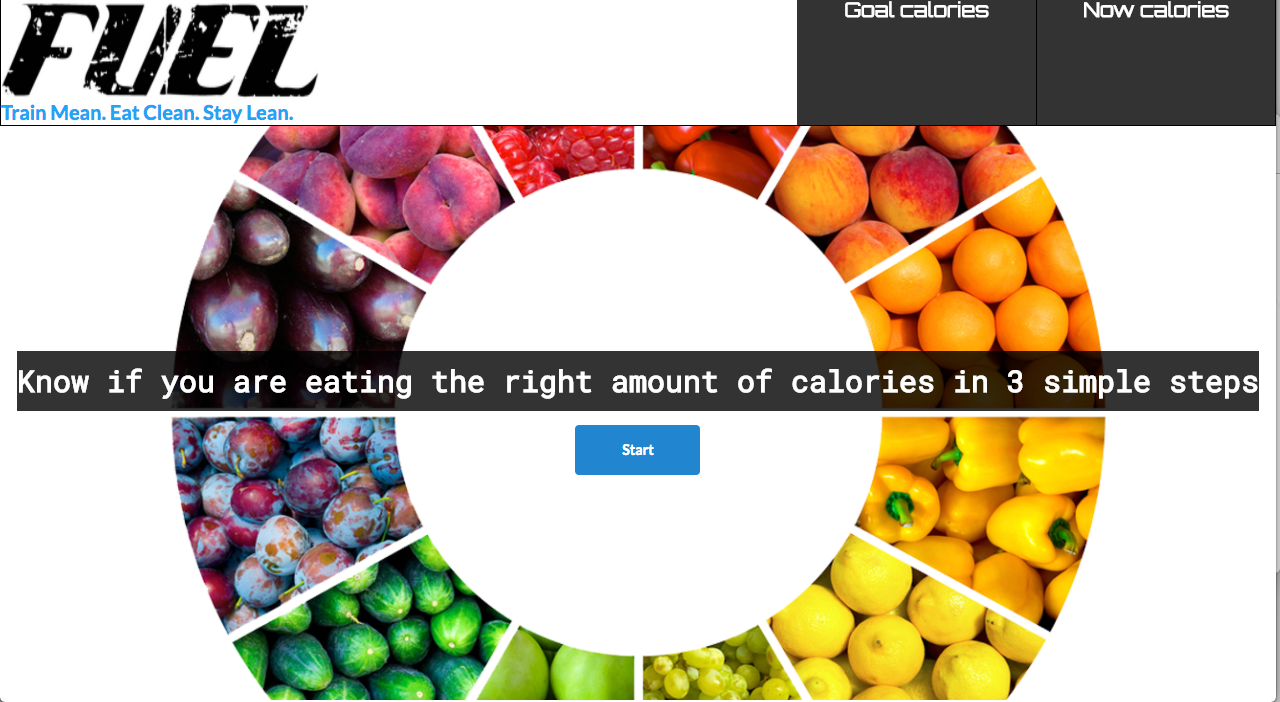 FUEL
Train Mean. Eat Clean. Stay Lean.
Goal calories
Now calories
Know if you are eating the right amount of calories in 3 simple steps
Start